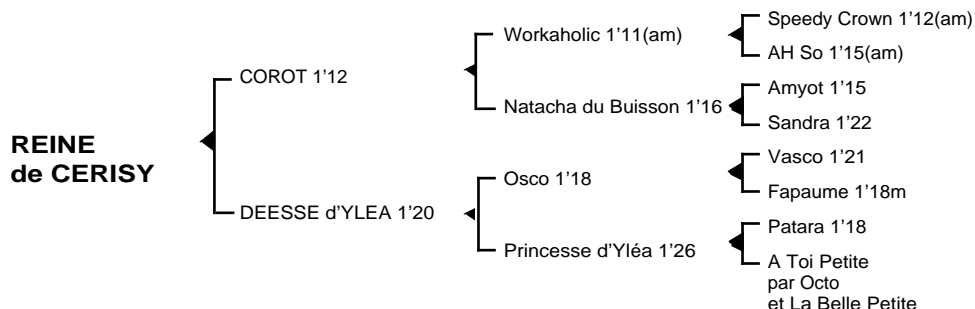 Speedy Crown 1’12(am)
Workaholic 1’11(am)
AH So 1’15(am)
COROT 1’12
Amyot 1’15
Natacha du Buisson 1’16
Sandra 1’22
REINE
de CERISY
Vasco 1’21
Osco 1’18
Fapaume 1’18m
DEESSE d’YLEA 1’20
Patara 1’18
Princesse d’Yléa 1’26
A Toi Petite
par Octo
et La Belle Petite